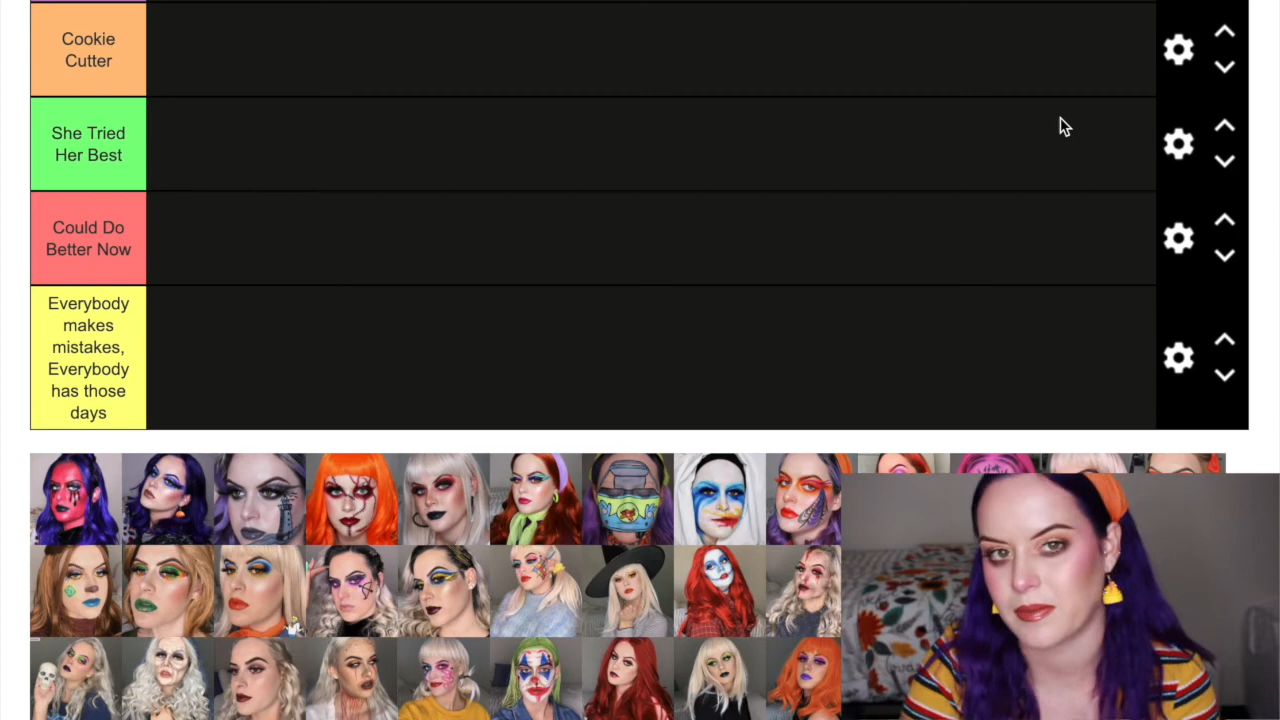 Cookie
Cutter
She Tried
Her Best
Could Do
Better Now
Everybody
makes
mistakes,
Everybody
has those
days